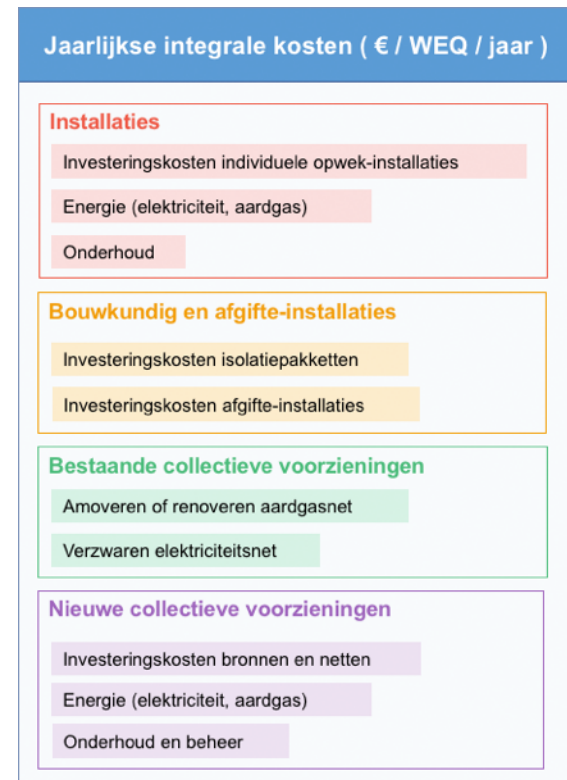 Jaarlijkse integrale kosten ( € / WEQ / jaar )
Installaties
Investeringskosten individuele opwek-installaties
Energie (elektriciteit, aardgas)
Onderhoud
Bouwkundig en afgifte-installaties
Investeringskosten isolatiepakketten
Investeringskosten afgifte-installaties
Bestaande collectieve voorzieningen
Amoveren of renoveren aardgasnet
Verzwaren elektriciteitsnet
Nieuwe collectieve voorzieningen
Investeringskosten bronnen en netten
Energie (elektriciteit, aardgas)
Onderhoud en beheer